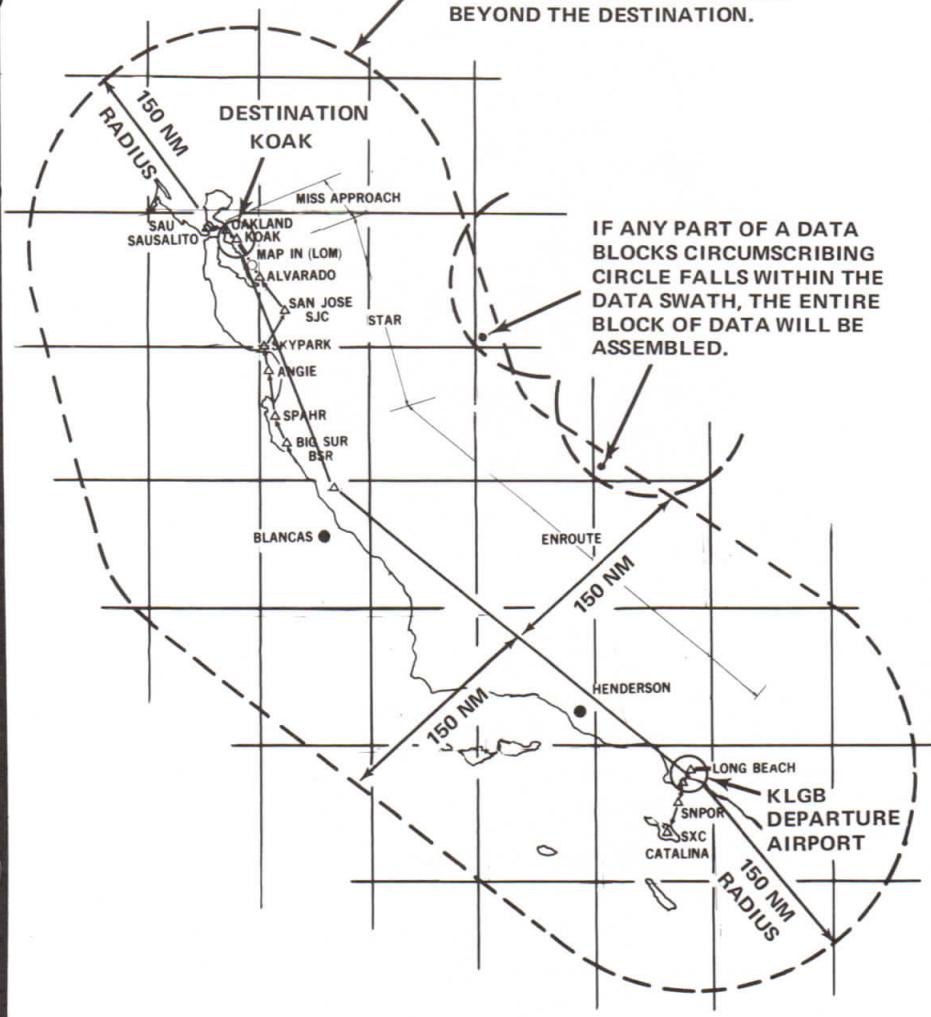 BEYOND THE DESTINATION.
150 NM
RADIUS
DESTINATION
KOAK
MISS APPROACH
SAU
SAUSALITO
OAKLAND
KOAK
MAP IN (LOM)
ALVARADO
SAN JOSE
SJC
STAR
SKYPARK
ANGIE
SPAHR
BIG SUR
BSR
IF ANY PART OF A DATA
BLOCKS CIRCUMSCRIBING
CIRCLE FALLS WITHIN THE
DATA SWATH, THE ENTIRE
BLOCK OF DATA WILL BE
ASSEMBLED.
BLANCAS
ENROUTE
150 NM
150 NM
HENDERSON
LONG BEACH
KLGB
DEPARTURE
AIRPORT
SNPOR
SXC
CATALINA
150 NM
RADIUS